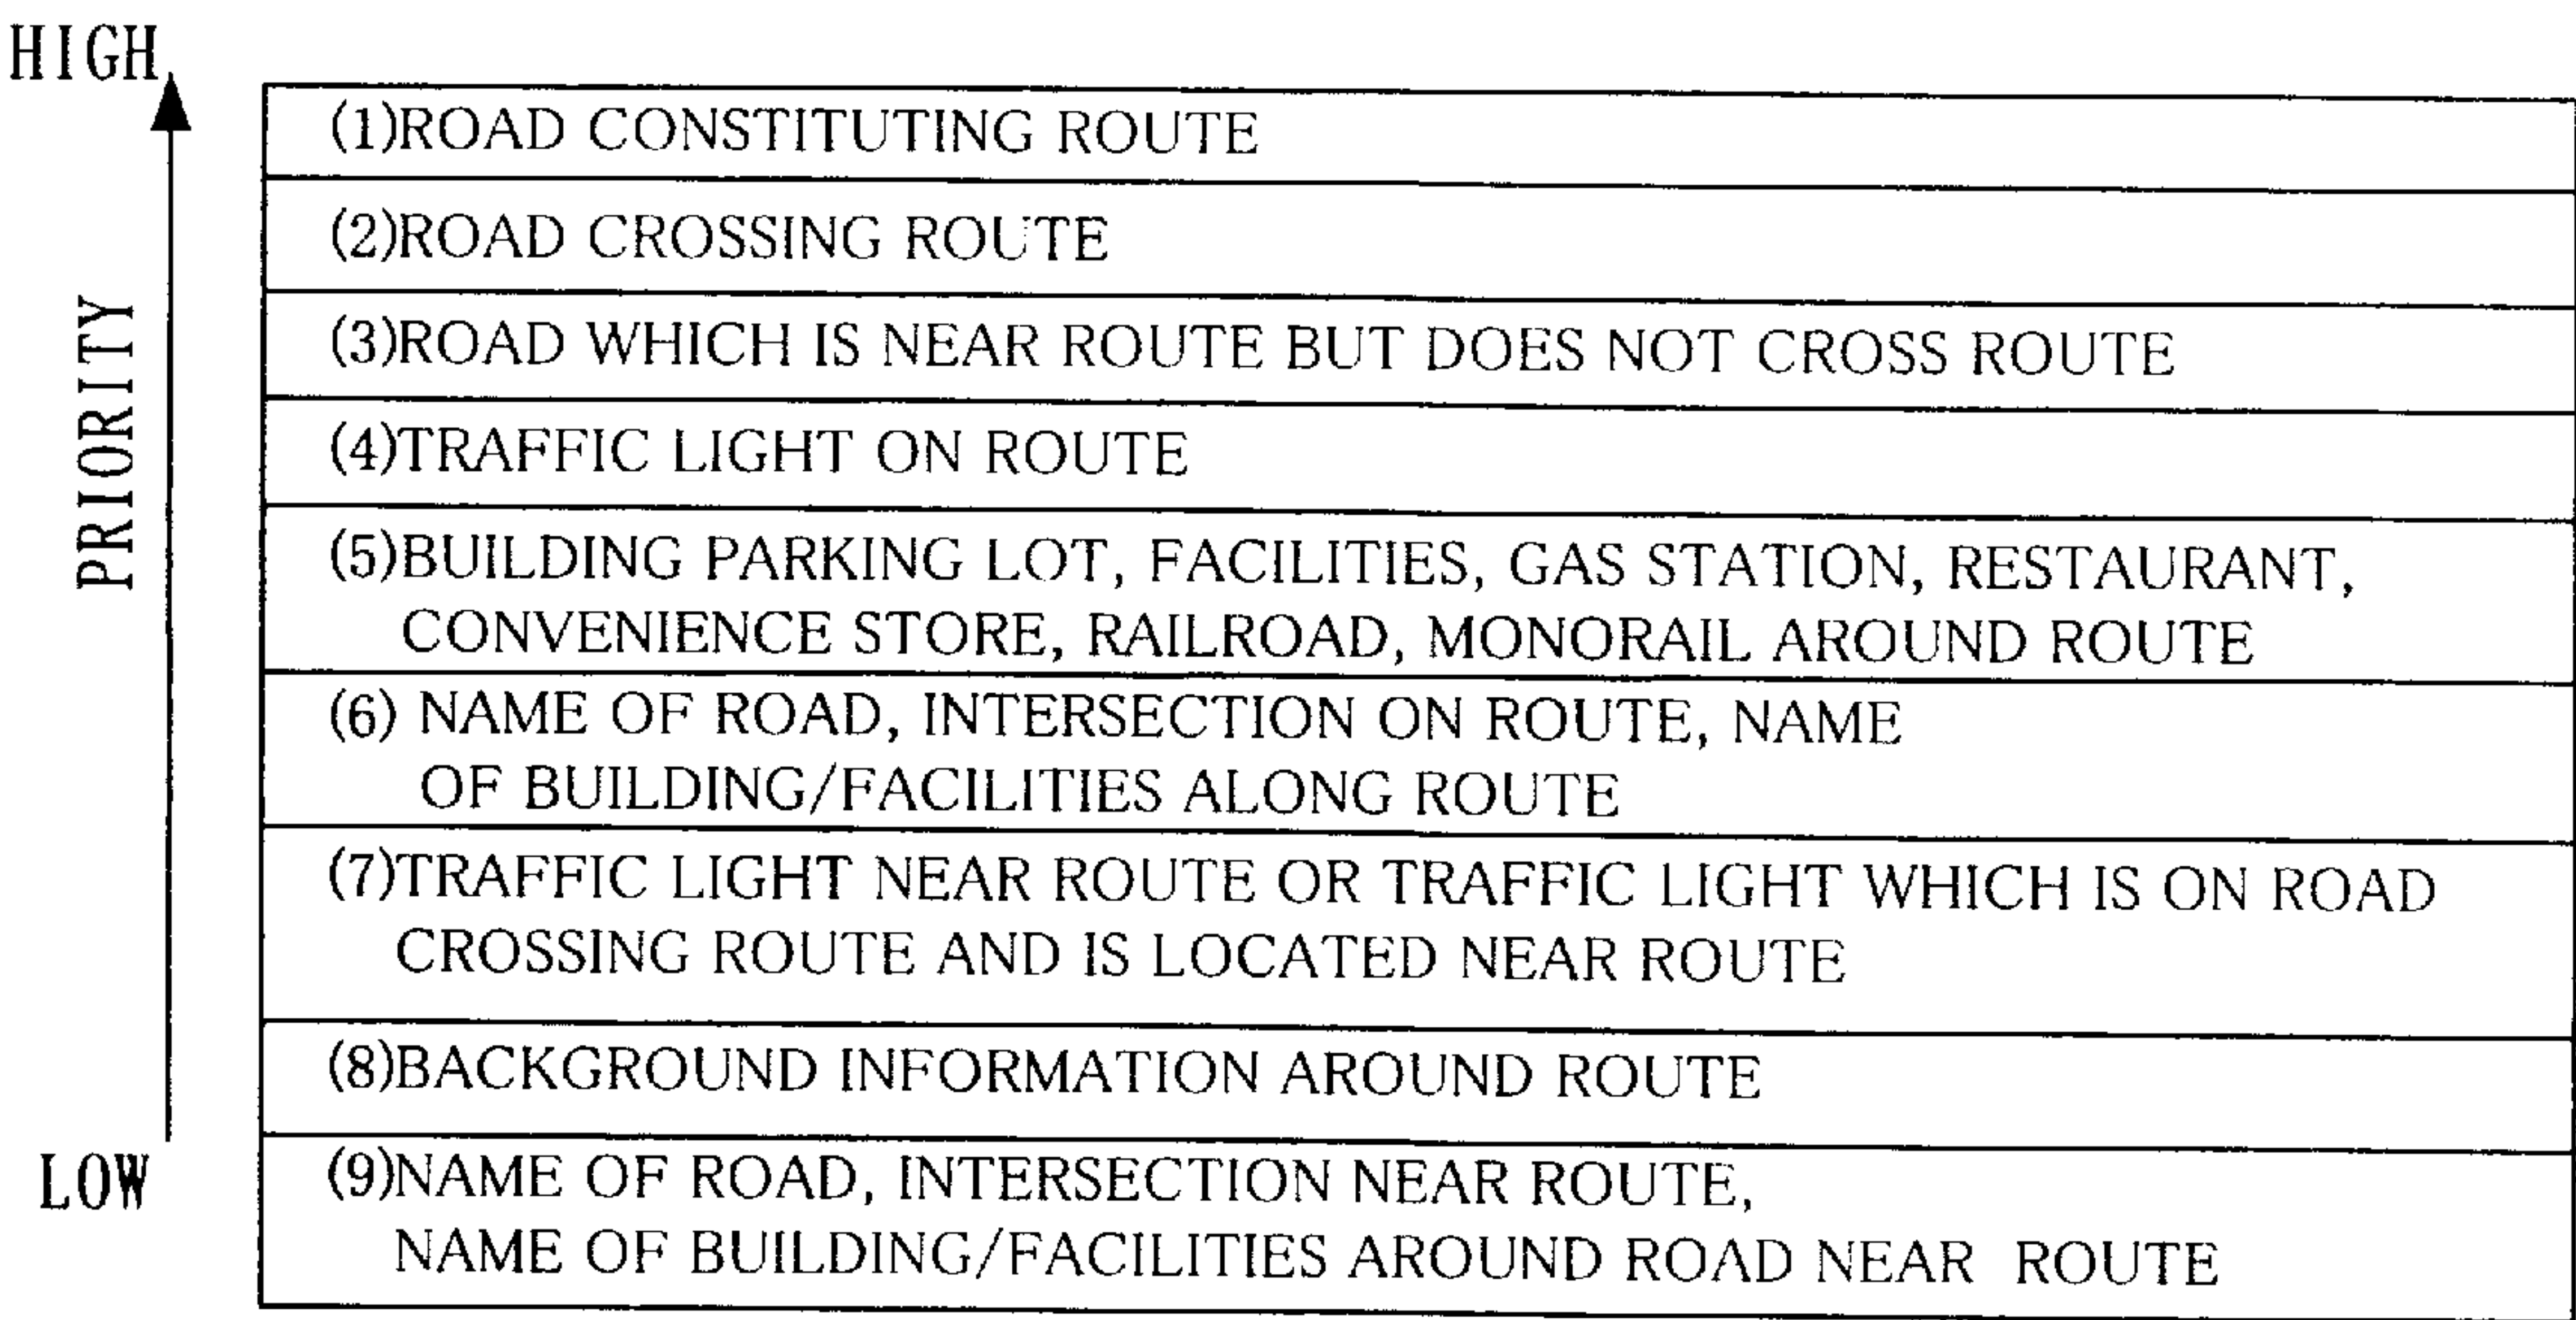 HIGH
PRIORITY
LOW
(1)ROAD CONSTITUTING ROUTE
(2)ROAD CROSSING ROUTE
(3)ROAD WHICH IS NEAR ROUTE BUT DOES NOT CROSS ROUTE
(4)TRAFFIC LIGHT ON ROUTE
(5)BUILDING PARKING LOT, FACILITIES, GAS STATION, RESTAURANT,
CONVENIENCE STORE, RAILROAD, MONORAIL AROUND ROUTE
(6) NAME OF ROAD, INTERSECTION ON ROUTE, NAME
OF BUILDING/FACILITIES ALONG ROUTE
(7)TRAFFIC LIGHT NEAR ROUTE OR TRAFFIC LIGHT WHICH IS ON ROAD
CROSSING ROUTE AND IS LOCATED NEAR ROUTE
(8)BACKGROUND INFORMATION AROUND ROUTE
(9)NAME OF ROAD, INTERSECTION NEAR ROUTE,
NAME OF BUILDING/FACILITIES AROUND ROAD NEAR ROUTE